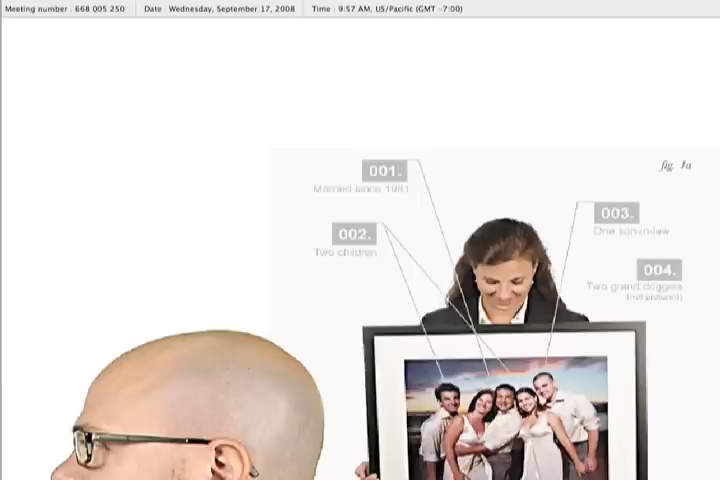 Meeting number : 668 005 250 Date : Wednesday, September 17, 2008 Time : 9:57 AM, US/Pacific (GMT -7:00)
fig. 1a
001.
Married since 1981
002.
Two children
003.
One son-in-law
004.
Two grand doggies
(not pictured)